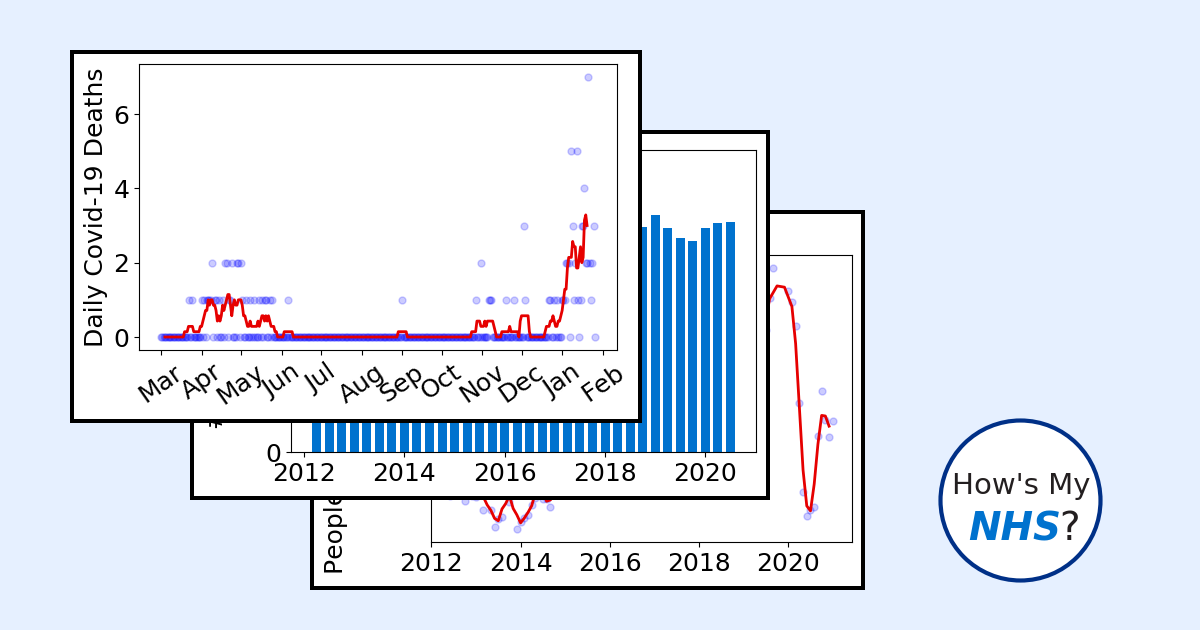 Daily Covid-19 Deaths
6
4
2
0
Mar Apr May Jun Jul Aug Sep Oct Nov Dec Jan Feb
0
2012 2014 2016 2018 2020
People
2012 2014 2016 2018 2020
How's My
NHS?